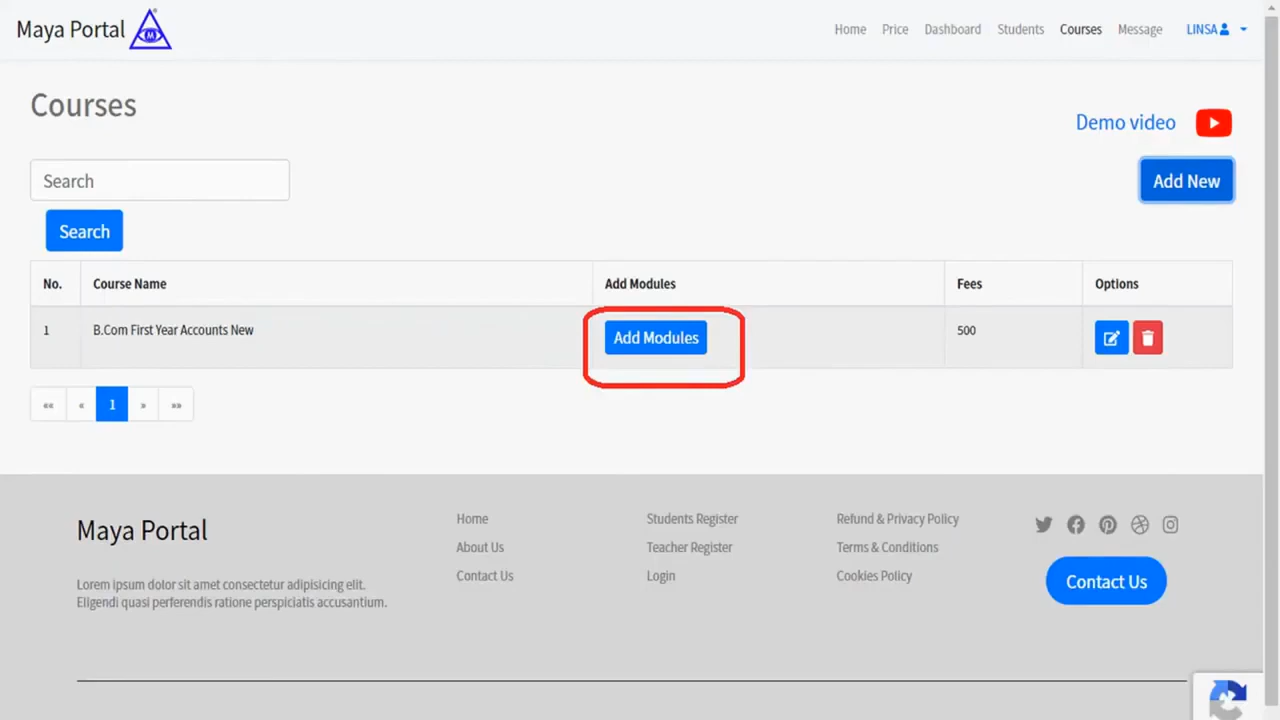 Maya Portal
Home Price Dashboard Students Courses Message LINSA
Courses
Demo video
Search
Add New
Search
No. Course Name Add Modules Fees Options
1 B.Com First Year Accounts New Add Modules 500
«« « 1 » »»
Maya Portal
Lorem ipsum dolor sit amet consectetur adipisicing elit.
Eligendi quasi perferendis ratione perspiciatis accusantium.
Home
About Us
Contact Us
Students Register
Teacher Register
Login
Refund & Privacy Policy
Terms & Conditions
Cookies Policy
Contact Us